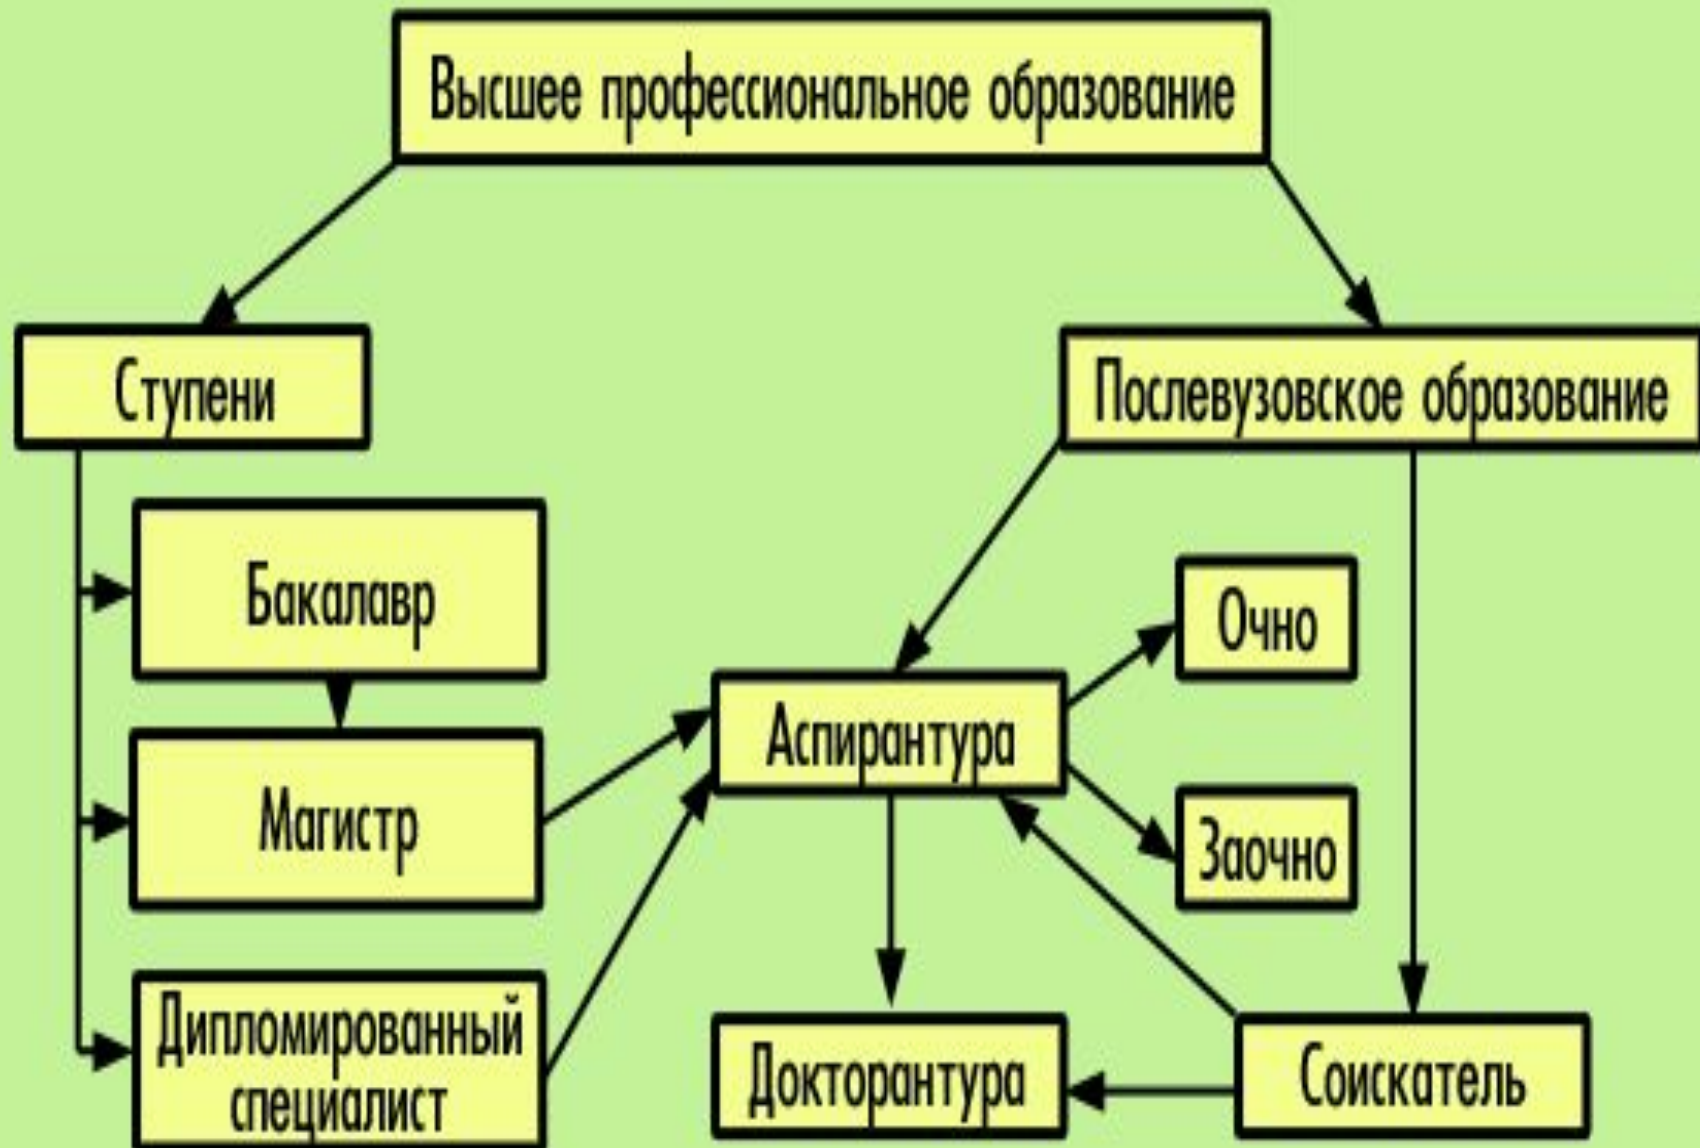 Высшее профессиональное образование
Ступени
Послевузовское образование
Бакалавр
Очно
Аспирантура
Магистр
Заочно
Дипломированный
специалист
Докторантура
Соискатель